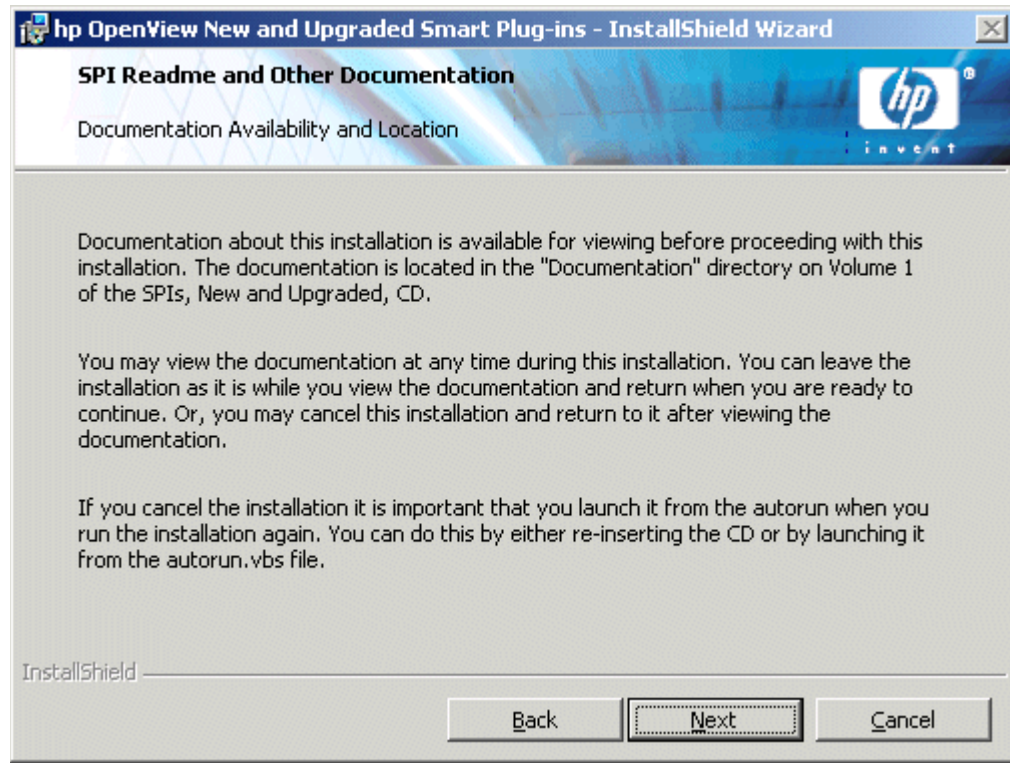 hp OpenView New and Upgraded Smart Plug-ins - InstallShield Wizard
SPI Readme and Other Documentation
Documentation Availability and Location
hp ®
invent
Documentation about this installation is available for viewing before proceeding with this
installation. The documentation is located in the "Documentation" directory on Volume 1
of the SPIs, New and Upgraded, CD.
You may view the documentation at any time during this installation. You can leave the
installation as it is while you view the documentation and return when you are ready to
continue. Or, you may cancel this installation and return to it after viewing the
documentation.
If you cancel the installation it is important that you launch it from the autorun when you
run the installation again. You can do this by either re-inserting the CD or by launching it
from the autorun.vbs file.
InstallShield
Back Next Cancel